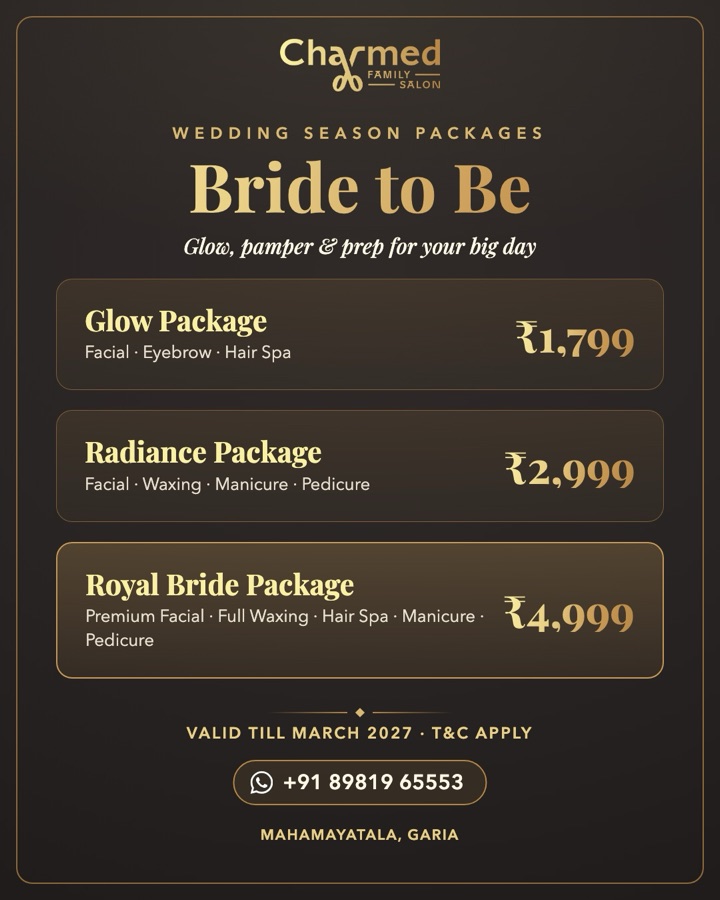 Charmed
FAMILY
SALON
WEDDING SEASON PACKAGES
Bride to Be
Glow, pamper & prep for your big day
Glow Package
Facial · Eyebrow · Hair Spa
₹1,799
Radiance Package
Facial · Waxing · Manicure · Pedicure
₹2,999
Royal Bride Package
Premium Facial · Full Waxing · Hair Spa · Manicure ·
Pedicure
₹4,999
VALID TILL MARCH 2027 · T&C APPLY
+91 89819 65553
MAHAMAYATALA, GARIA